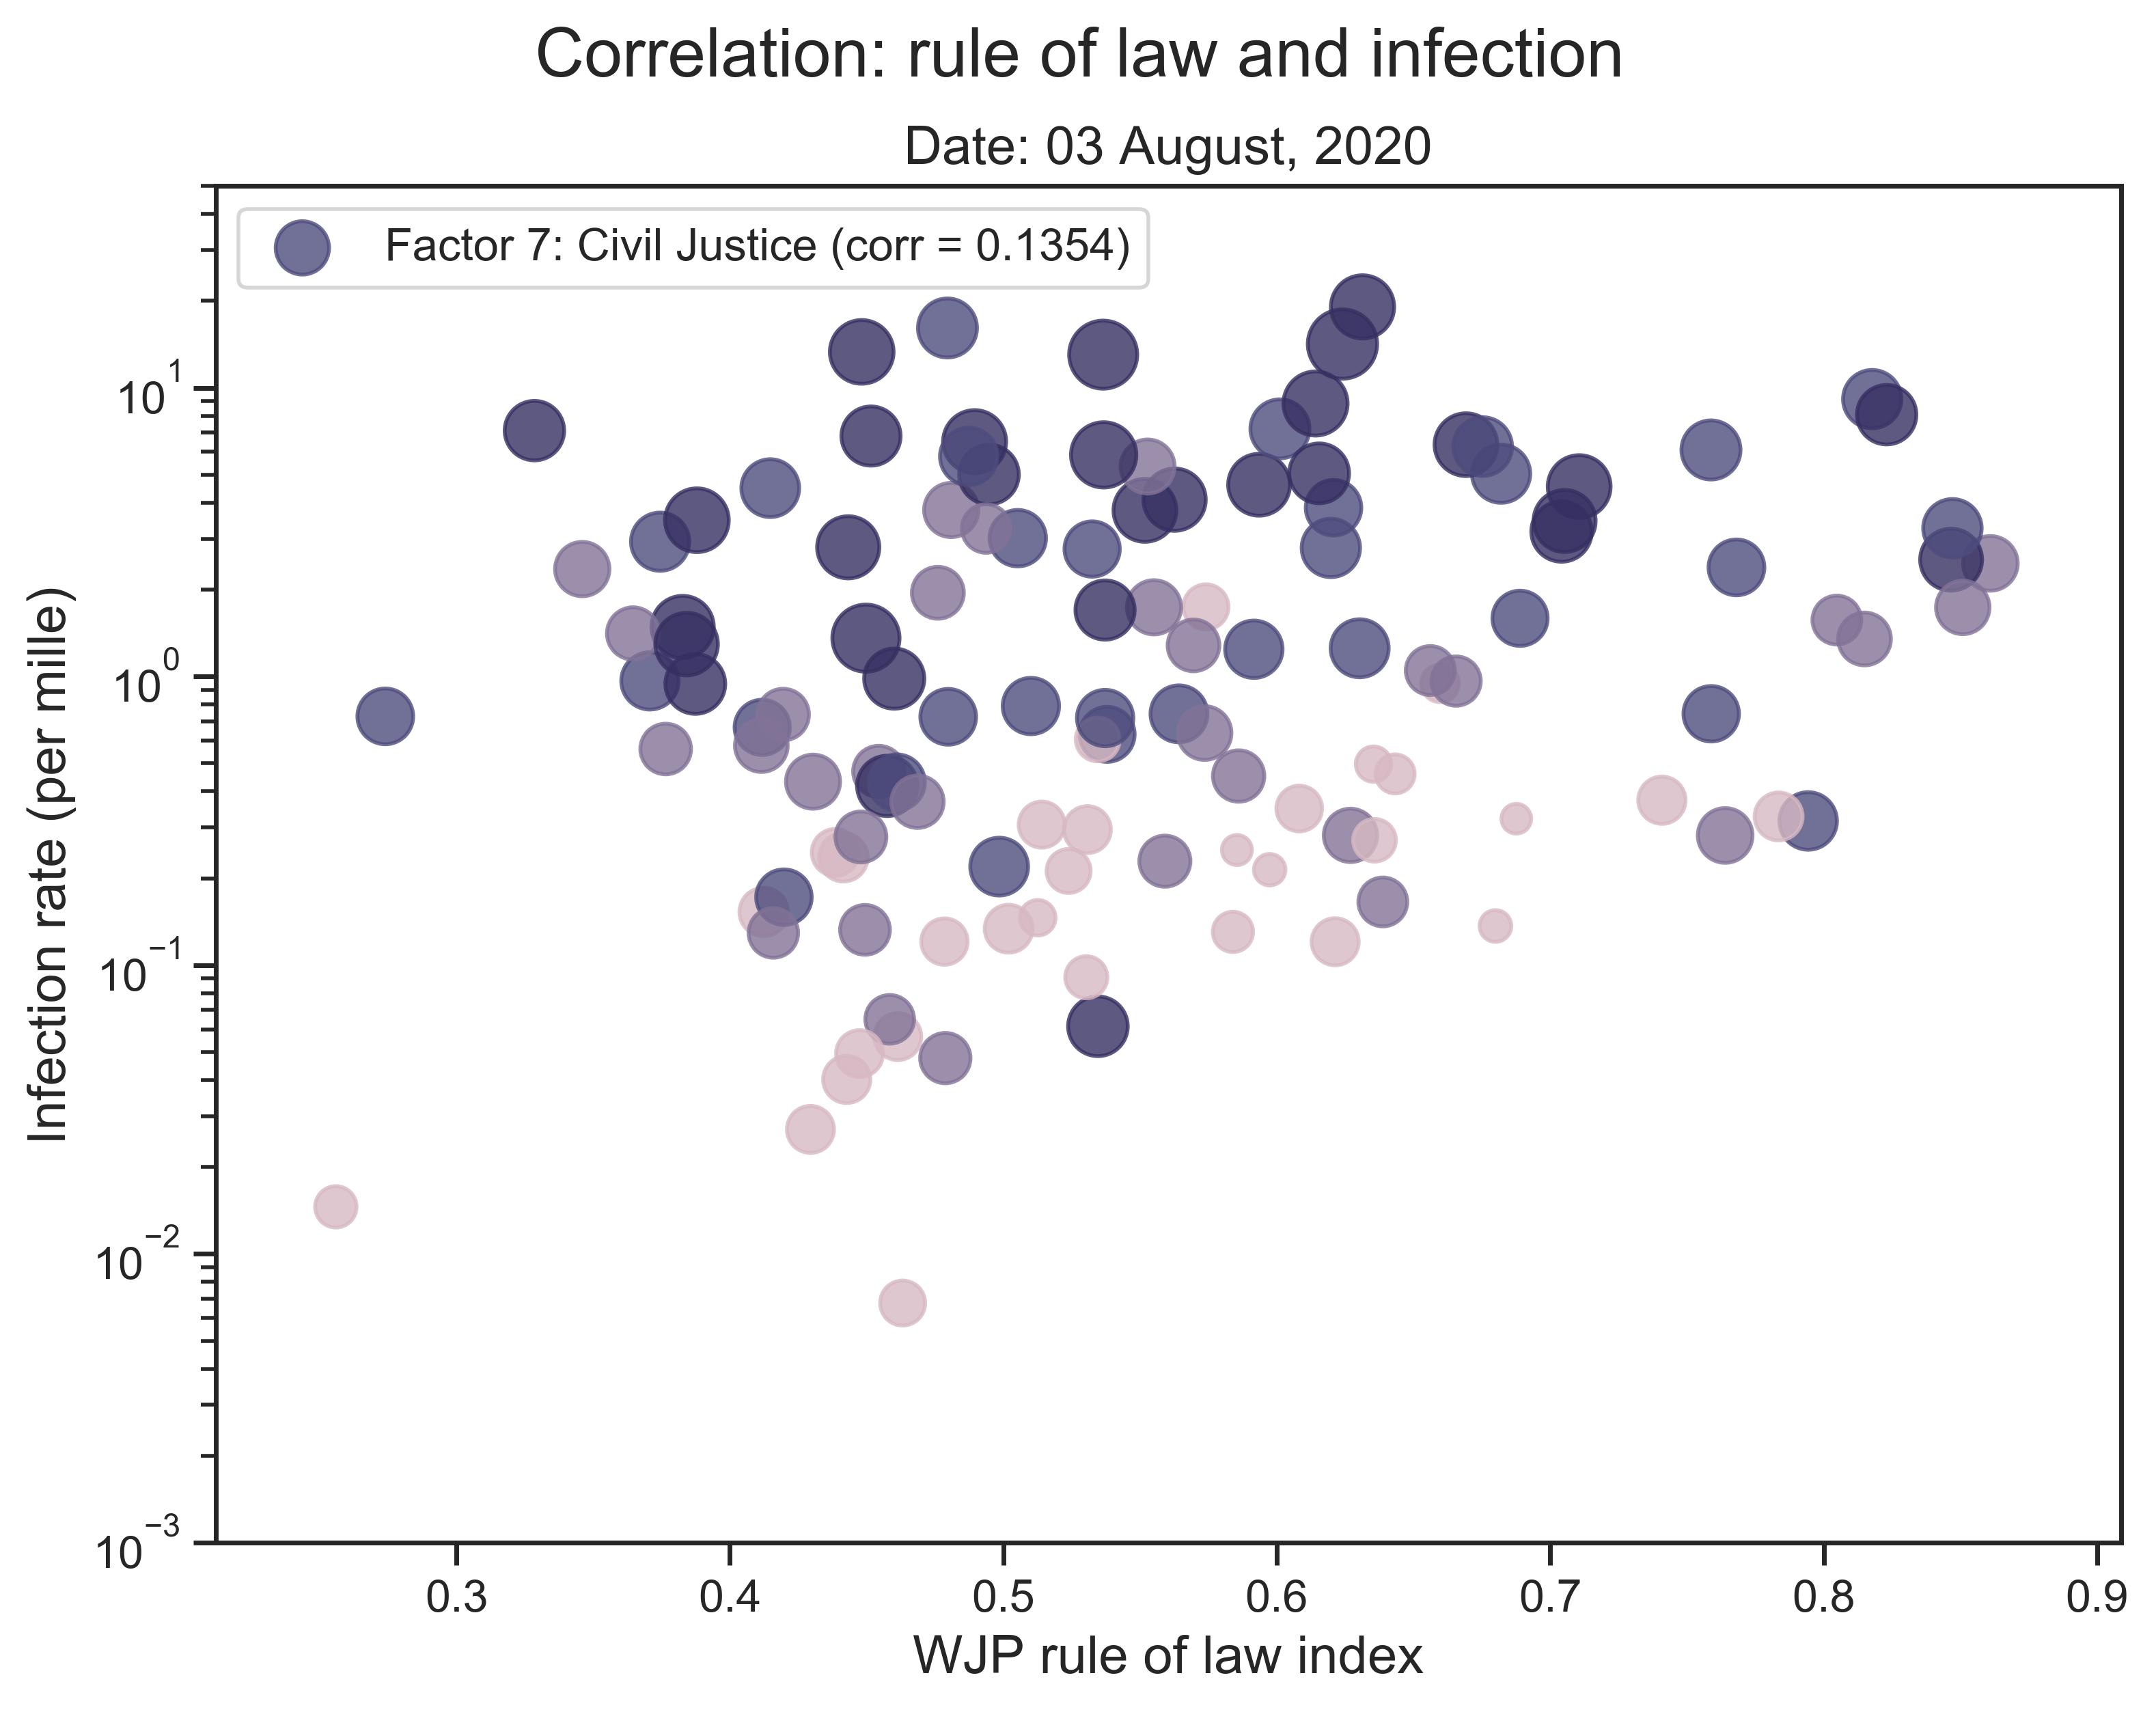 Correlation: rule of law and infection
Date: 03 August, 2020
Factor 7: Civil Justice (corr = 0.1354)
Infection rate (per mille)
10^1
10^0
10^−1
10^−2
10^−3
0.3 0.4 0.5 0.6 0.7 0.8 0.9
WJP rule of law index